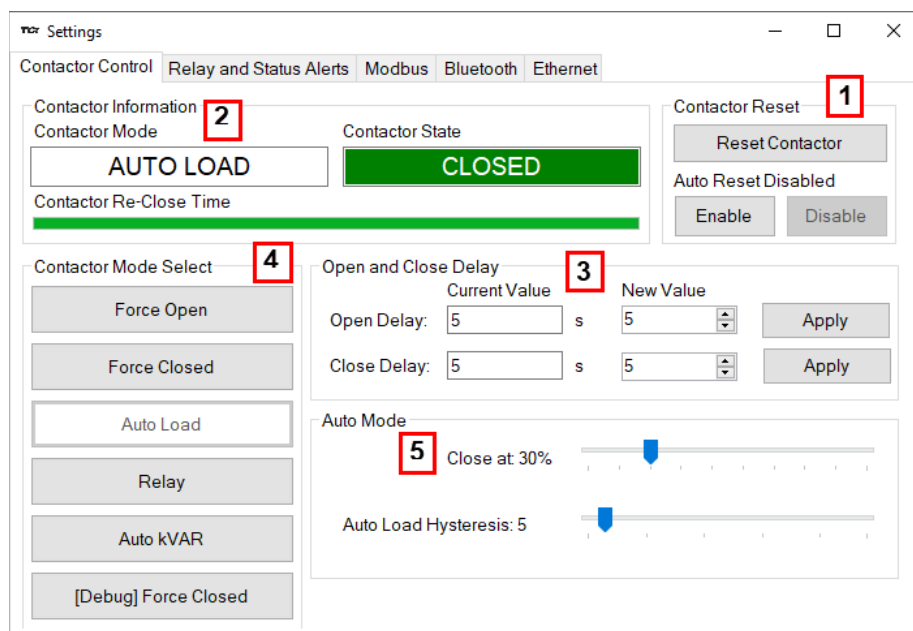 TCI Settings
Contactor Control Relay and Status Alerts Modbus Bluetooth Ethernet
Contactor Information
2
Contactor Mode Contactor State
AUTO LOAD CLOSED
Contactor Re-Close Time
Contactor Reset
1
Reset Contactor
Auto Reset Disabled
Enable Disable
Contactor Mode Select
4
Force Open
Force Closed
Auto Load
Relay
Auto kVAR
[Debug] Force Closed
Open and Close Delay
3
Current Value New Value
Open Delay: 5 s 5 Apply
Close Delay: 5 s 5 Apply
Auto Mode
5
Close at: 30%
Auto Load Hysteresis: 5